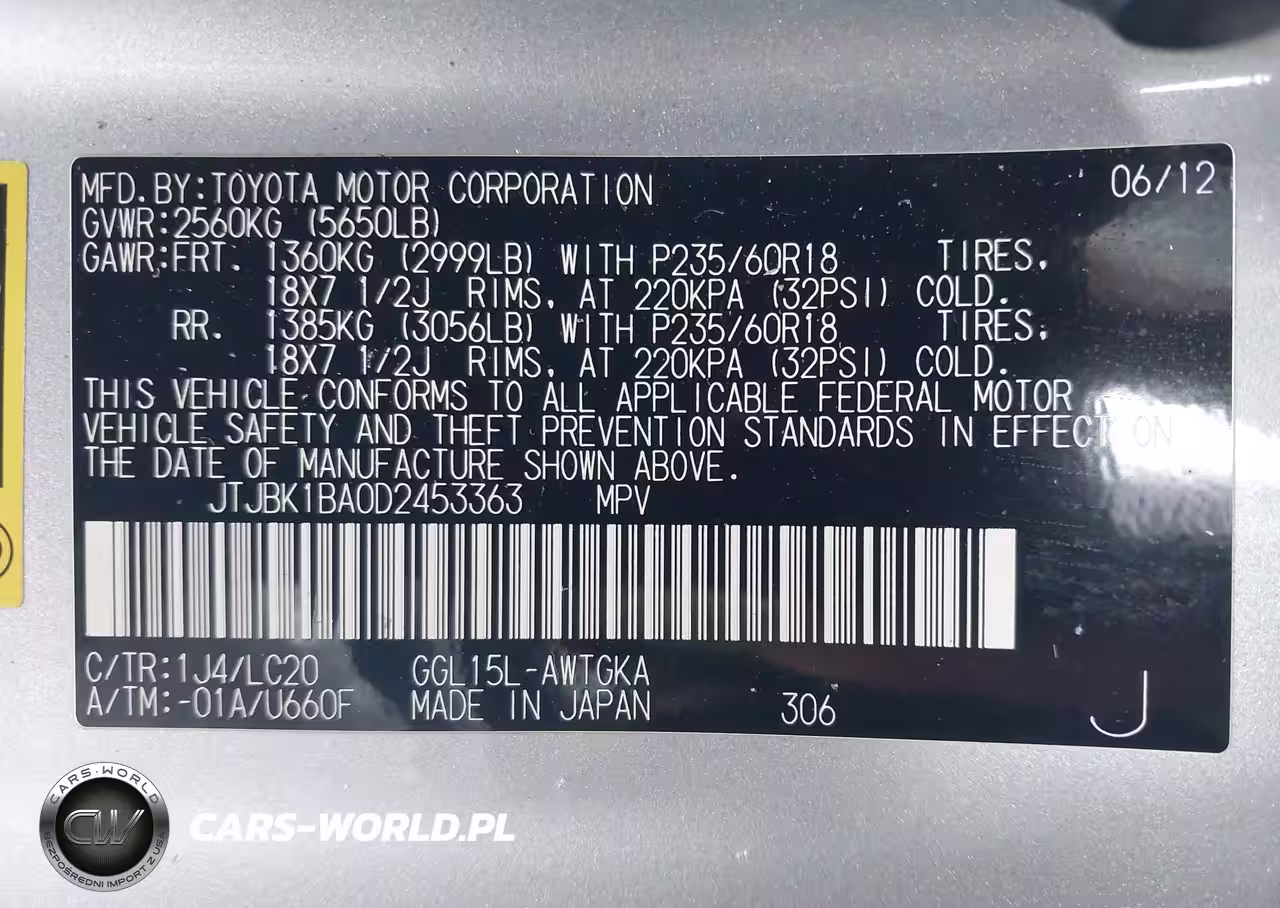 MFD.BY:TOYOTA MOTOR CORPORATION 06/12
GVWR:2560KG (5650LB)
GAWR:FRT. 1360KG (2999LB) WITH P235/60R18 TIRES,
18X7 1/2J RIMS, AT 220KPA (32PSI) COLD.
RR. 1385KG (3056LB) WITH P235/60R18 TIRES,
18X7 1/2J RIMS, AT 220KPA (32PSI) COLD.
THIS VEHICLE CONFORMS TO ALL APPLICABLE FEDERAL MOTOR
VEHICLE SAFETY AND THEFT PREVENTION STANDARDS IN EFFECT ON
THE DATE OF MANUFACTURE SHOWN ABOVE.
JTJBK1BA0D2453363 MPV
C/TR:1J4/LC20 GGL15L-AWTGKA
A/TM:-01A/U660F MADE IN JAPAN 306 J
CARS-WORLD
CW
BEZPOŚREDNI IMPORT Z USA
CARS-WORLD.PL